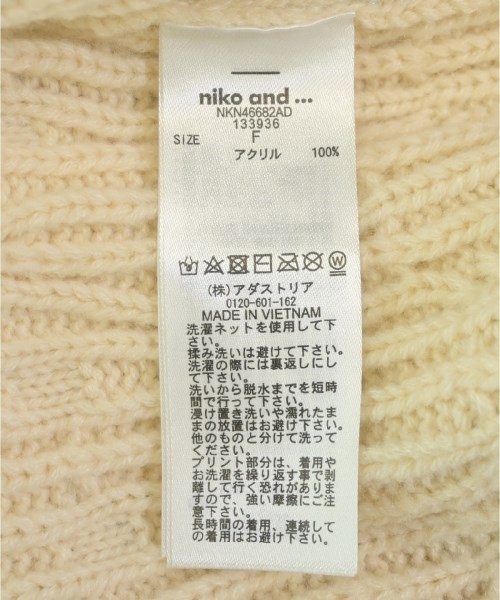 niko and ...
NKN46682AD
133936
SIZE F
アクリル 100%
(株)アダストリア
0120-601-162
MADE IN VIETNAM
洗濯ネットを使用して下
さい。
揉み洗いは避けて下さい。
洗濯の際には裏返しにし
て下さい。
洗いから脱水までを短時
間で行って下さい。
浸け置き洗いや濡れたま
まの放置はお避け下さい。
他のものと分けて洗って
ください。
プリント部分は、着用や
お洗濯を繰り返す事で剥
離して行く恐れがありま
すので、強い摩擦にご注
意下さい。
長時間の着用、連続して
の着用はお避け下さい。